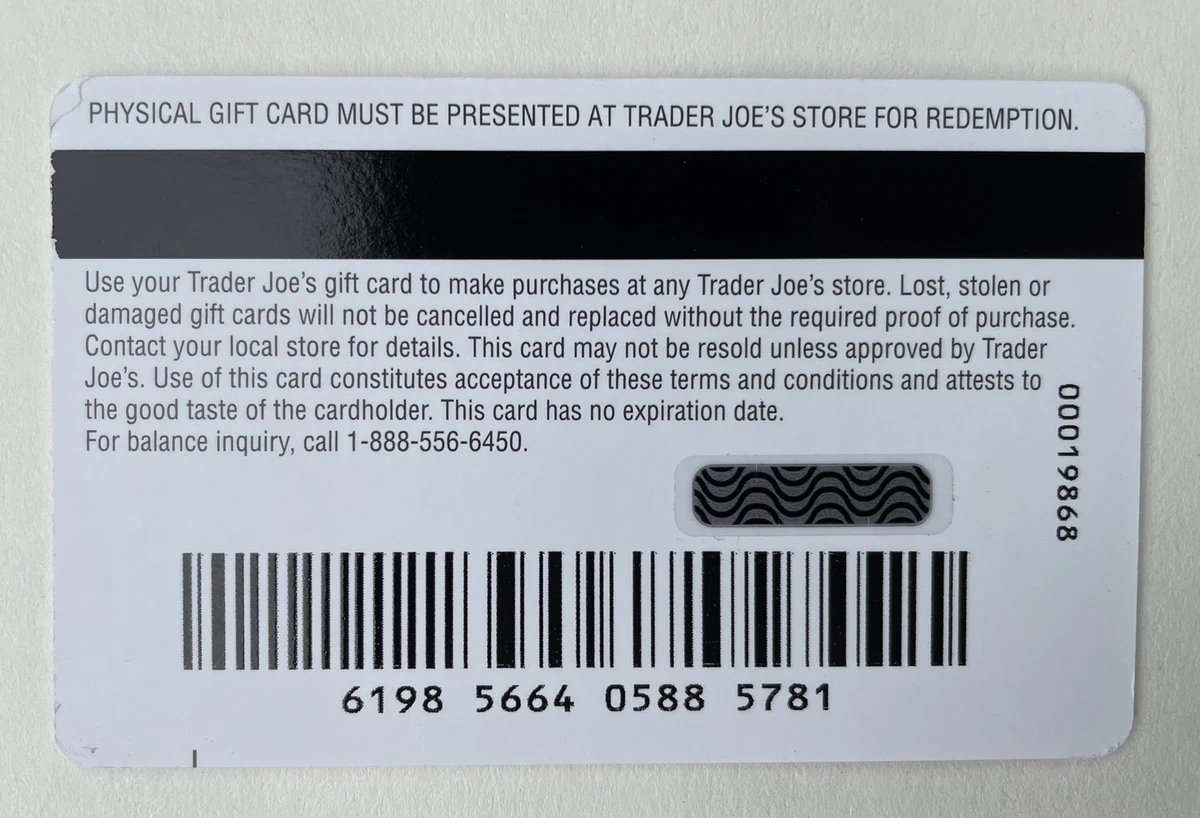 PHYSICAL GIFT CARD MUST BE PRESENTED AT TRADER JOE'S STORE FOR REDEMPTION.
Use your Trader Joe's gift card to make purchases at any Trader Joe's store. Lost, stolen or
damaged gift cards will not be cancelled and replaced without the required proof of purchase.
Contact your local store for details. This card may not be resold unless approved by Trader
Joe's. Use of this card constitutes acceptance of these terms and conditions and attests to
the good taste of the cardholder. This card has no expiration date.
For balance inquiry, call 1-888-556-6450.
00019868
6198 5664 0588 5781